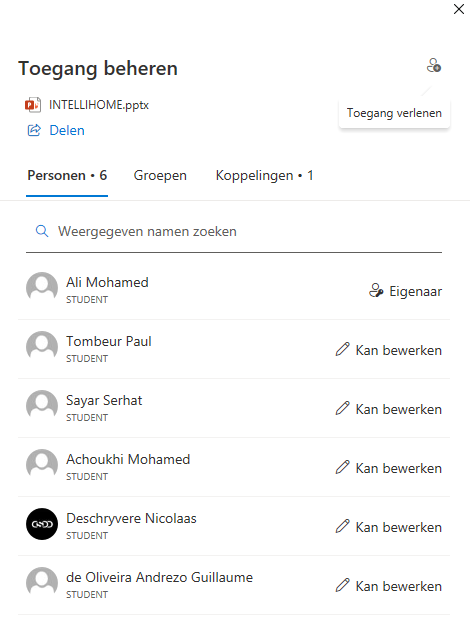 Toegang beheren
INTELLIHOME.pptx
Toegang verlenen
Delen
Personen • 6 Groepen Koppelingen • 1
Weergegeven namen zoeken
Ali Mohamed
STUDENT
Eigenaar
Tombeur Paul
STUDENT
Kan bewerken
Sayar Serhat
STUDENT
Kan bewerken
Achoukhi Mohamed
STUDENT
Kan bewerken
Deschryvere Nicolaas
STUDENT
Kan bewerken
de Oliveira Andrezo Guillaume
STUDENT
Kan bewerken